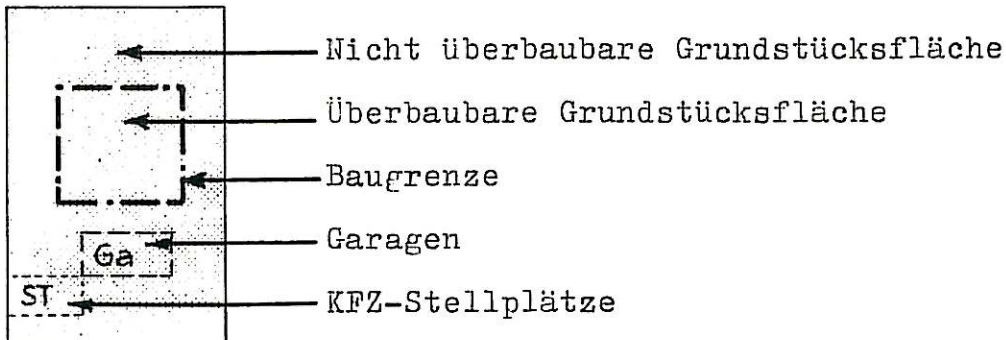 Nicht überbaubare Grundstücksfläche
Überbaubare Grundstücksfläche
Baugrenze
Garagen
Ga
KFZ-Stellplätze
ST